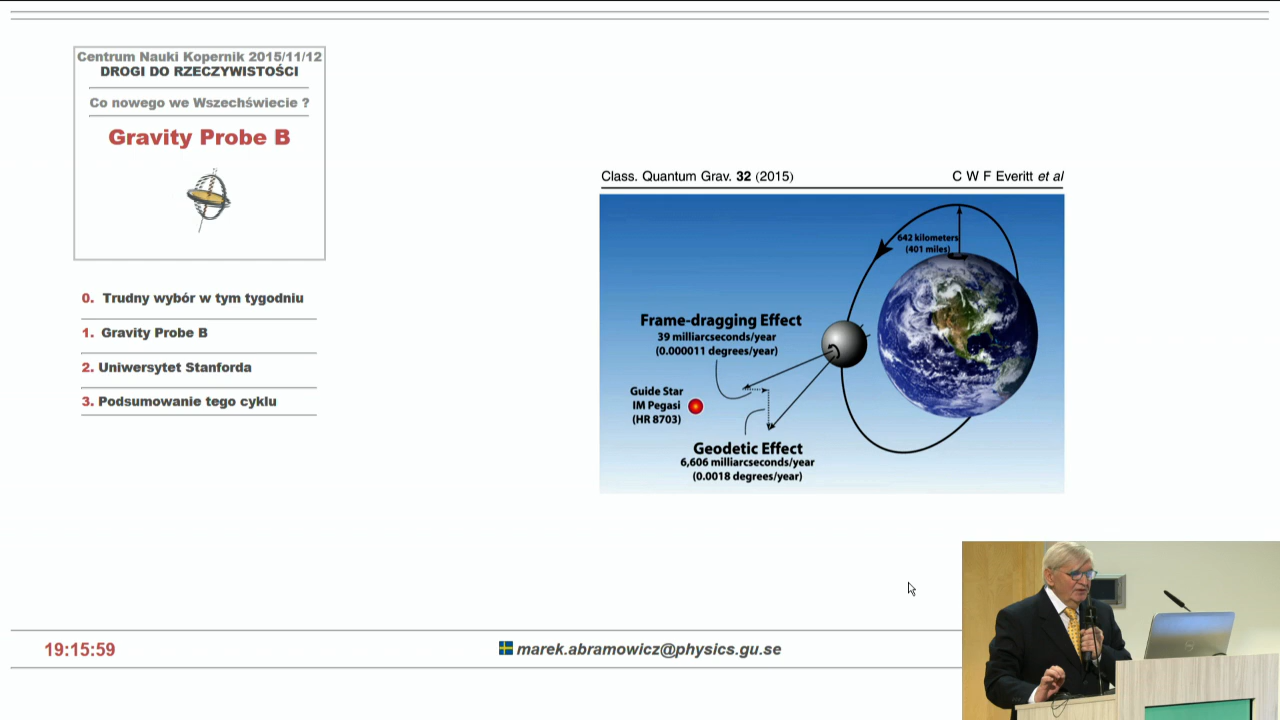 Centrum Nauki Kopernik 2015/11/12
DROGI DO RZECZYWISTOŚCI
Co nowego we Wszechświecie ?
Gravity Probe B
0. Trudny wybór w tym tygodniu
1. Gravity Probe B
2. Uniwersytet Stanforda
3. Podsumowanie tego cyklu
Class. Quantum Grav. 32 (2015) C W F Everitt et al
642 kilometers
(401 miles)
Frame-dragging Effect
39 milliarcseconds/year
(0.000011 degrees/year)
Guide Star
IM Pegasi
(HR 8703)
Geodetic Effect
6,606 milliarcseconds/year
(0.0018 degrees/year)
19:15:59
marek.abramowicz@physics.gu.se